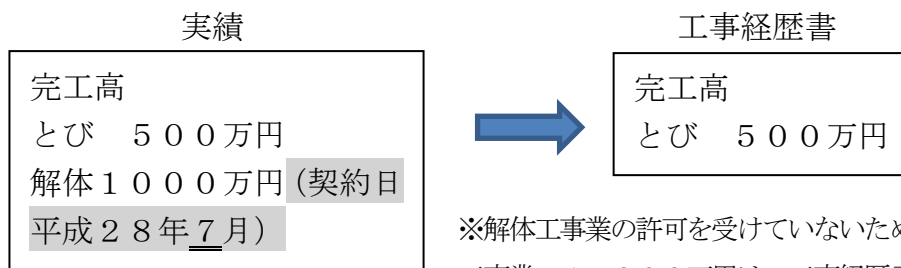 実績
完工高
とび　５００万円
解体１０００万円（契約日
平成２８年７月）
工事経歴書
完工高
とび　５００万円
※解体工事業の許可を受けていないため